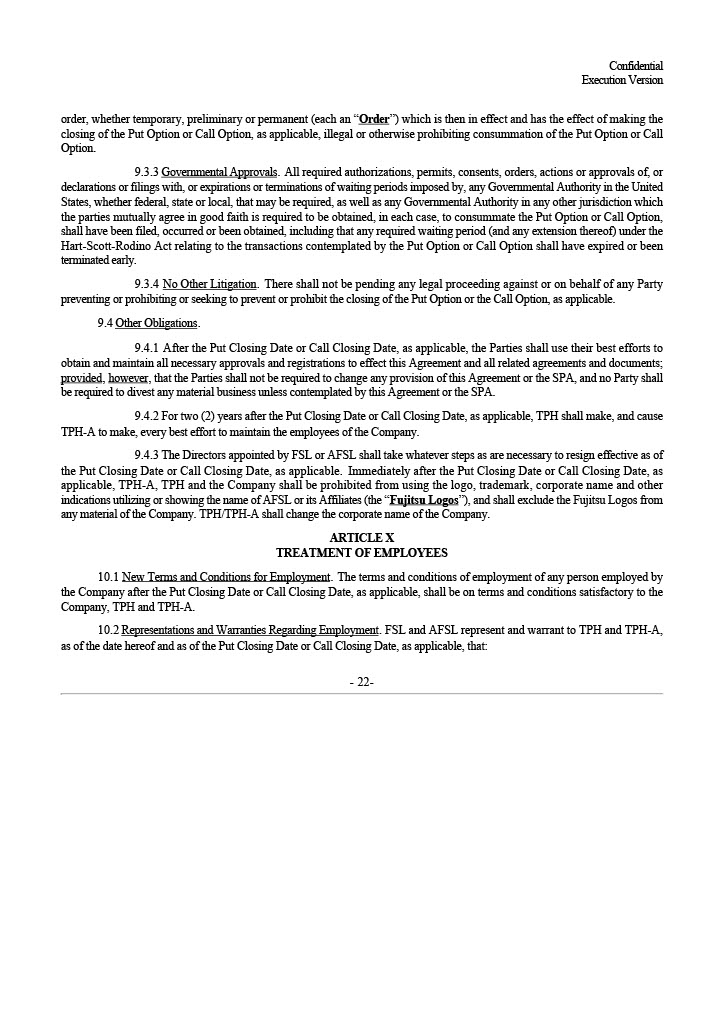 Confidential
Execution Version
order, whether temporary, preliminary or permanent (each an “Order”) which is then in effect and has the effect of making the
closing of the Put Option or Call Option, as applicable, illegal or otherwise prohibiting consummation of the Put Option or Call
Option.
9.3.3 Governmental Approvals. All required authorizations, permits, consents, orders, actions or approvals of, or
declarations or filings with, or expirations or terminations of waiting periods imposed by, any Governmental Authority in the United
States, whether federal, state or local, that may be required, as well as any Governmental Authority in any other jurisdiction which
the parties mutually agree in good faith is required to be obtained, in each case, to consummate the Put Option or Call Option,
shall have been filed, occurred or been obtained, including that any required waiting period (and any extension thereof) under the
Hart-Scott-Rodino Act relating to the transactions contemplated by the Put Option or Call Option shall have expired or been
terminated early.
9.3.4 No Other Litigation. There shall not be pending any legal proceeding against or on behalf of any Party
preventing or prohibiting or seeking to prevent or prohibit the closing of the Put Option or the Call Option, as applicable.
9.4 Other Obligations.
9.4.1 After the Put Closing Date or Call Closing Date, as applicable, the Parties shall use their best efforts to
obtain and maintain all necessary approvals and registrations to effect this Agreement and all related agreements and documents;
provided, however, that the Parties shall not be required to change any provision of this Agreement or the SPA, and no Party shall
be required to divest any material business unless contemplated by this Agreement or the SPA.
9.4.2 For two (2) years after the Put Closing Date or Call Closing Date, as applicable, TPH shall make, and cause
TPH-A to make, every best effort to maintain the employees of the Company.
9.4.3 The Directors appointed by FSL or AFSL shall take whatever steps as are necessary to resign effective as of
the Put Closing Date or Call Closing Date, as applicable. Immediately after the Put Closing Date or Call Closing Date, as
applicable, TPH-A, TPH and the Company shall be prohibited from using the logo, trademark, corporate name and other
indications utilizing or showing the name of AFSL or its Affiliates (the “Fujitsu Logos”), and shall exclude the Fujitsu Logos from
any material of the Company. TPH/TPH-A shall change the corporate name of the Company.
ARTICLE X
TREATMENT OF EMPLOYEES
10.1 New Terms and Conditions for Employment. The terms and conditions of employment of any person employed by
the Company after the Put Closing Date or Call Closing Date, as applicable, shall be on terms and conditions satisfactory to the
Company, TPH and TPH-A.
10.2 Representations and Warranties Regarding Employment. FSL and AFSL represent and warrant to TPH and TPH-A,
as of the date hereof and as of the Put Closing Date or Call Closing Date, as applicable, that:
- 22-